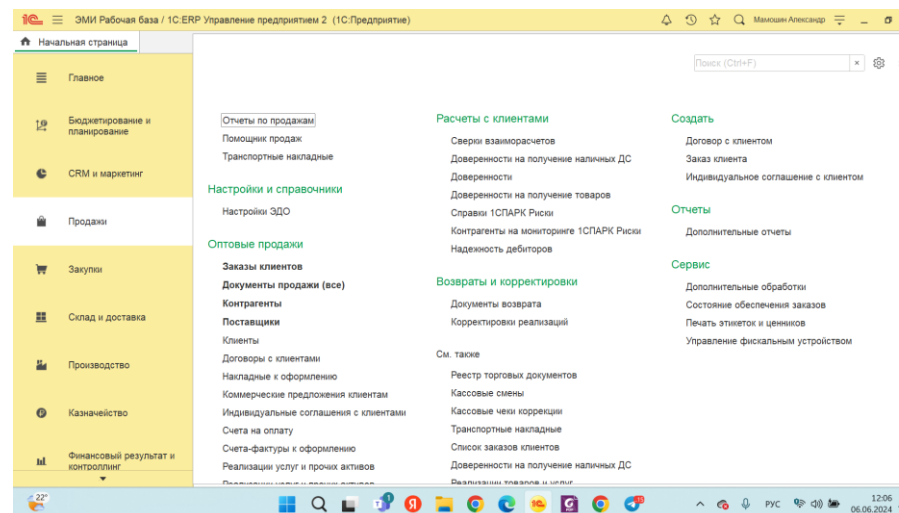 ЭМИ Рабочая база / 1С:ERP Управление предприятием 2 (1С:Предприятие)
Мамошин Александр
Начальная страница
Поиск (Ctrl+F)
Главное
Бюджетирование и
планирование
CRM и маркетинг
Продажи
Закупки
Склад и доставка
Производство
Казначейство
Финансовый результат и
контроллинг
Отчеты по продажам
Помощник продаж
Транспортные накладные
Настройки и справочники
Настройки ЭДО
Оптовые продажи
Заказы клиентов
Документы продажи (все)
Контрагенты
Поставщики
Клиенты
Договоры с клиентами
Накладные к оформлению
Коммерческие предложения клиентам
Индивидуальные соглашения с клиентами
Счета на оплату
Счета-фактуры к оформлению
Реализации услуг и прочих активов
Расчеты с клиентами
Сверки взаиморасчетов
Доверенности на получение наличных ДС
Доверенности
Доверенности на получение товаров
Справки 1СПАРК Риски
Контрагенты на мониторинге 1СПАРК Риски
Надежность дебиторов
Возвраты и корректировки
Документы возврата
Корректировки реализаций
См. также
Реестр торговых документов
Кассовые смены
Кассовые чеки коррекции
Транспортные накладные
Список заказов клиентов
Доверенности на получение наличных ДС
Реализации товаров и услуг
Создать
Договор с клиентом
Заказ клиента
Индивидуальное соглашение с клиентом
Отчеты
Дополнительные отчеты
Сервис
Дополнительные обработки
Состояние обеспечения заказов
Печать этикеток и ценников
Управление фискальным устройством
22°
РУС
12:06
06.06.2024